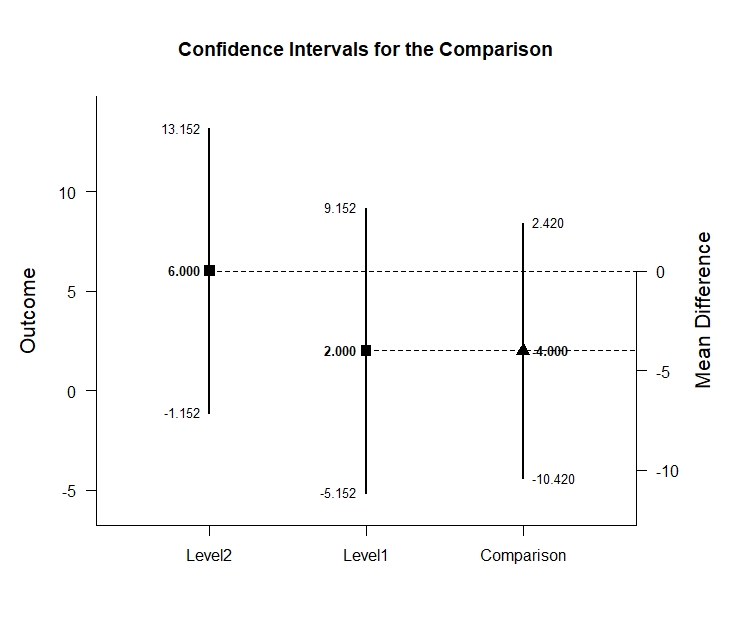 Confidence Intervals for the Comparison
13.152
9.152
2.420
10
6.000
0
5
2.000
-4.000
-5
0
-1.152
-10
-10.420
-5
-5.152
Outcome
Mean Difference
Level2
Level1
Comparison